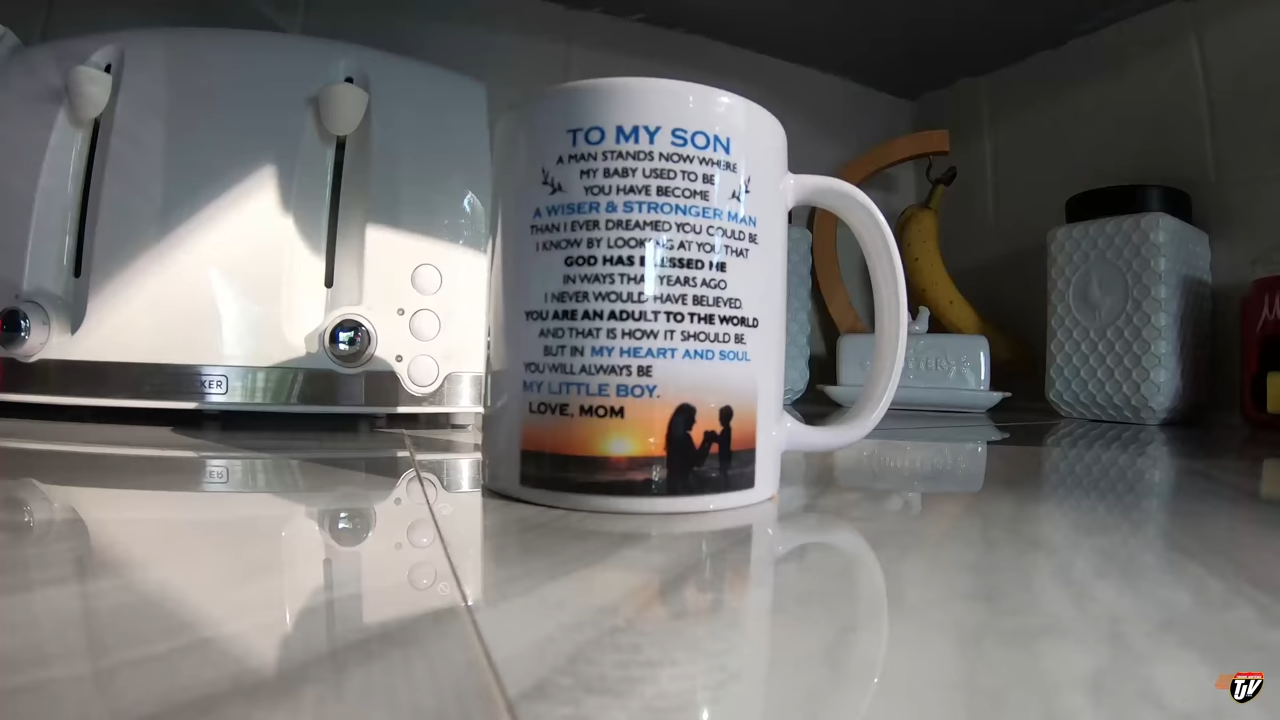 TO MY SON
A MAN STANDS NOW WHERE
MY BABY USED TO BE
YOU HAVE BECOME
A WISER & STRONGER MAN
THAN I EVER DREAMED YOU COULD BE.
I KNOW BY LOOKING AT YOU THAT
GOD HAS BLESSED ME
IN WAYS THAT YEARS AGO
I NEVER WOULD HAVE BELIEVED.
YOU ARE AN ADULT TO THE WORLD
AND THAT IS HOW IT SHOULD BE,
BUT IN MY HEART AND SOUL
YOU WILL ALWAYS BE
MY LITTLE BOY.
LOVE, MOM